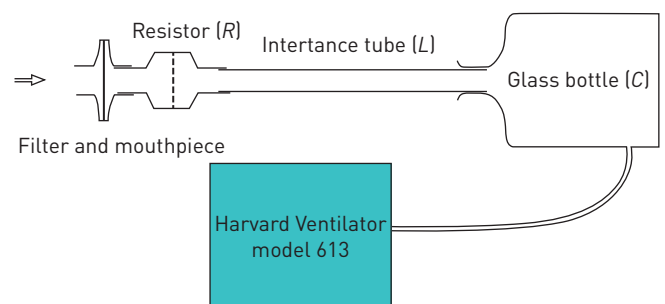 Resistor (R)
Intertance tube (L)
Glass bottle (C)
Filter and mouthpiece
Harvard Ventilator
model 613